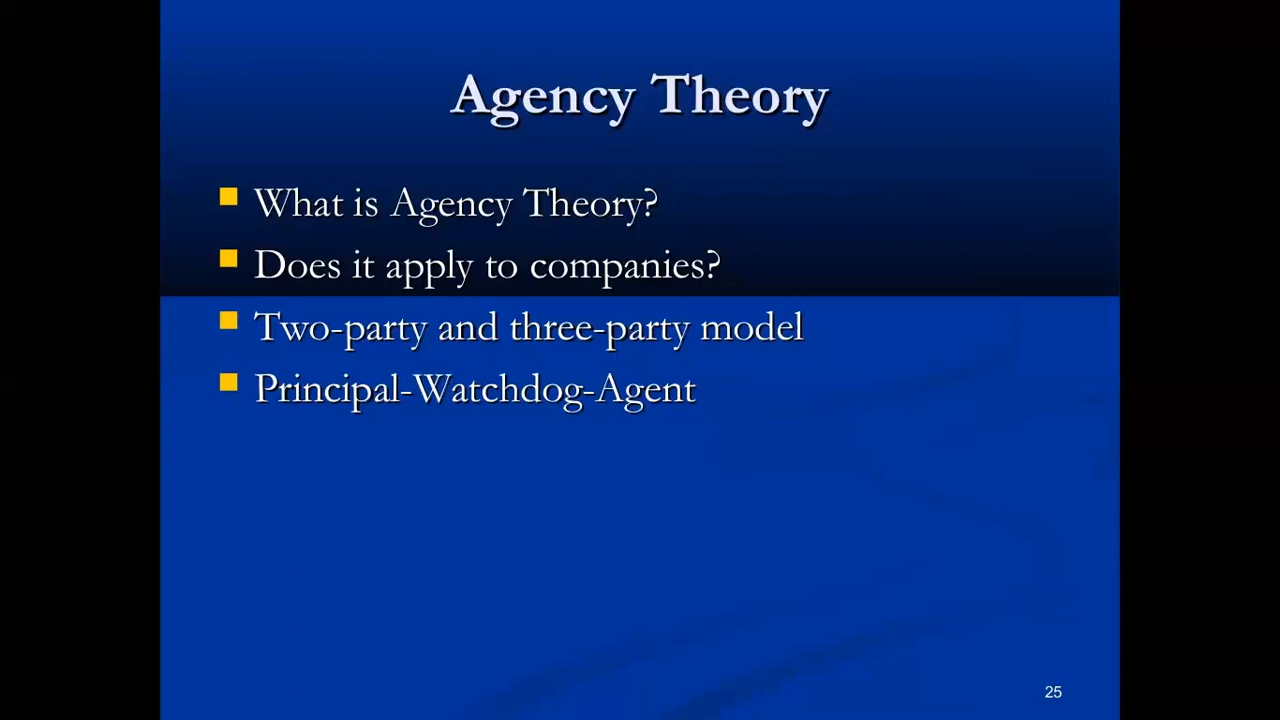 Agency Theory
What is Agency Theory?
Does it apply to companies?
Two-party and three-party model
Principal-Watchdog-Agent
25